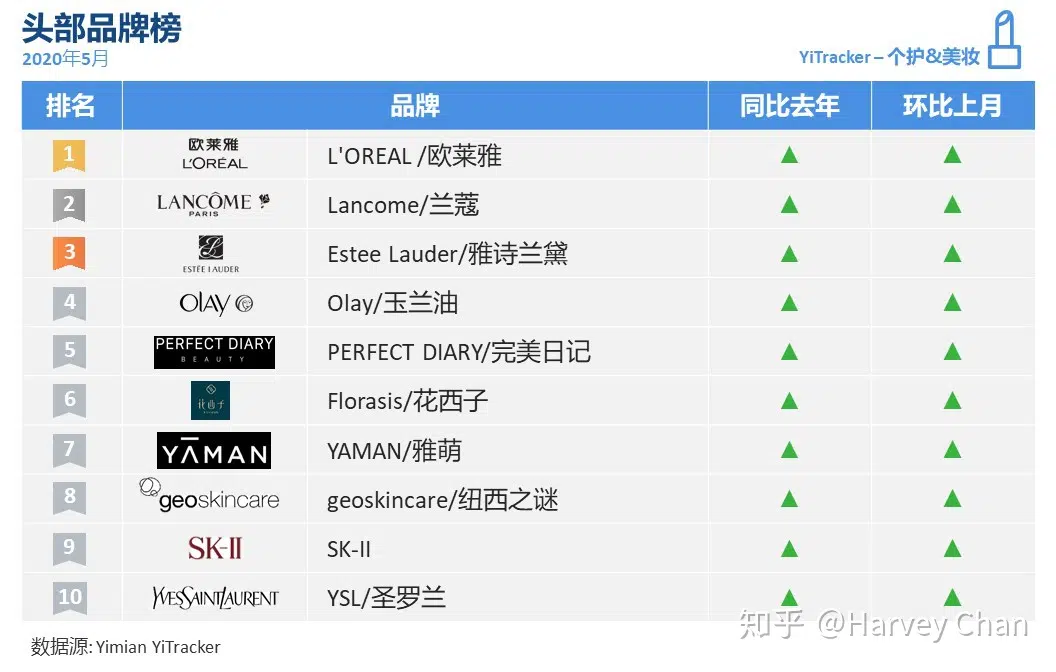 头部品牌榜
2020年5月
YiTracker – 个护&美妆
排名 品牌 同比去年 环比上月
1 欧莱雅 L'ORÉAL L'OREAL /欧莱雅 ▲ ▲
2 LANCÔME PARIS Lancome/兰蔻 ▲ ▲
3 ESTĒE LAUDER Estee Lauder/雅诗兰黛 ▲ ▲
4 OLAY Olay/玉兰油 ▲ ▲
5 PERFECT DIARY BEAUTY PERFECT DIARY/完美日记 ▲ ▲
6 花西子 Florasis/花西子 ▲ ▲
7 YĀMAN YAMAN/雅萌 ▲ ▲
8 geoskincare geoskincare/纽西之谜 ▲ ▲
9 SK-II SK-II ▲ ▲
10 YVESSAINTLAURENT YSL/圣罗兰 ▲ ▲
知乎 @Harvey Chan
数据源: Yimian YiTracker